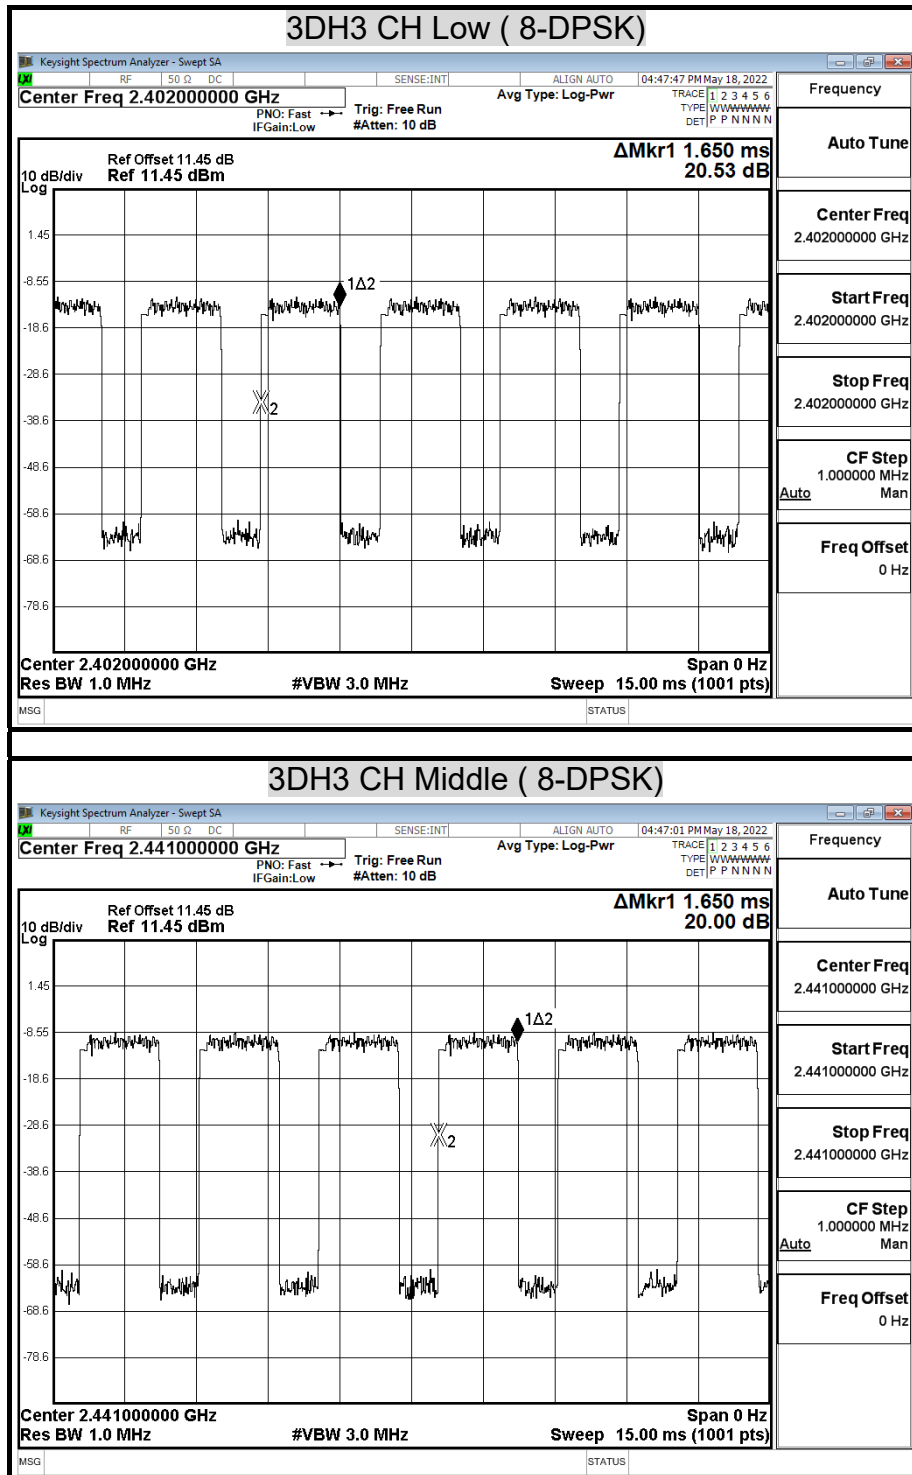 3DH3 CH Low ( 8-DPSK)
Keysight Spectrum Analyzer - Swept SA
LXI RF 50 Ω DC SENSE:INT ALIGN AUTO 04:47:47 PM May 18, 2022
Center Freq 2.402000000 GHz
PNO: Fast
IFGain:Low
Trig: Free Run
#Atten: 10 dB
Avg Type: Log-Pwr
TRACE 1 2 3 4 5 6
TYPE WWWWWW
DET P P N N N N
Frequency
Auto Tune
Center Freq
2.402000000 GHz
Start Freq
2.402000000 GHz
Stop Freq
2.402000000 GHz
CF Step
1.000000 MHz
Auto Man
Freq Offset
0 Hz
ΔMkr1 1.650 ms
20.53 dB
Ref Offset 11.45 dB
10 dB/div Ref 11.45 dBm
Log
1.45
-8.55
-18.6
-28.6
-38.6
-48.6
-58.6
-68.6
-78.6
1Δ2
2
Center 2.402000000 GHz Span 0 Hz
Res BW 1.0 MHz #VBW 3.0 MHz Sweep 15.00 ms (1001 pts)
MSG STATUS
3DH3 CH Middle ( 8-DPSK)
Keysight Spectrum Analyzer - Swept SA
LXI RF 50 Ω DC SENSE:INT ALIGN AUTO 04:47:01 PM May 18, 2022
Center Freq 2.441000000 GHz
PNO: Fast
IFGain:Low
Trig: Free Run
#Atten: 10 dB
Avg Type: Log-Pwr
TRACE 1 2 3 4 5 6
TYPE WWWWWW
DET P P N N N N
Frequency
Auto Tune
Center Freq
2.441000000 GHz
Start Freq
2.441000000 GHz
Stop Freq
2.441000000 GHz
CF Step
1.000000 MHz
Auto Man
Freq Offset
0 Hz
ΔMkr1 1.650 ms
20.00 dB
Ref Offset 11.45 dB
10 dB/div Ref 11.45 dBm
Log
1.45
-8.55
-18.6
-28.6
-38.6
-48.6
-58.6
-68.6
-78.6
1Δ2
2
Center 2.441000000 GHz Span 0 Hz
Res BW 1.0 MHz #VBW 3.0 MHz Sweep 15.00 ms (1001 pts)
MSG STATUS